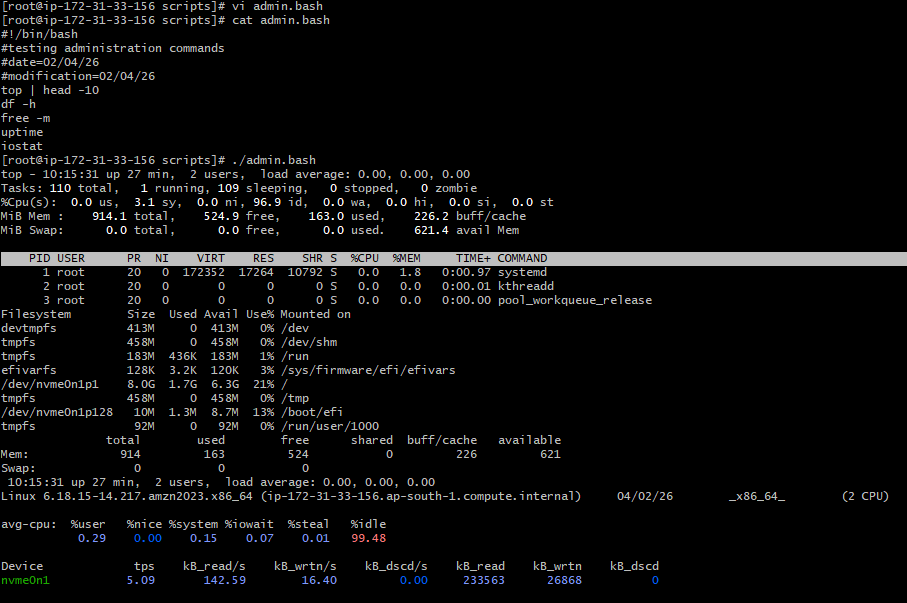 [root@ip-172-31-33-156 scripts]# vi admin.bash
[root@ip-172-31-33-156 scripts]# cat admin.bash
#!/bin/bash
#testing administration commands
#date=02/04/26
#modification=02/04/26
top | head -10
df -h
free -m
uptime
iostat
[root@ip-172-31-33-156 scripts]# ./admin.bash
top - 10:15:31 up 27 min,  2 users,  load average: 0.00, 0.00, 0.00
Tasks: 110 total,   1 running, 109 sleeping,   0 stopped,   0 zombie
%Cpu(s):  0.0 us,  3.1 sy,  0.0 ni, 96.9 id,  0.0 wa,  0.0 hi,  0.0 si,  0.0 st
MiB Mem :    914.1 total,    524.9 free,    163.0 used,    226.2 buff/cache
MiB Swap:      0.0 total,      0.0 free,      0.0 used.    621.4 avail Mem
    PID USER      PR  NI    VIRT    RES    SHR S  %CPU  %MEM     TIME+ COMMAND
      1 root      20   0  172352  17264  10792 S   0.0   1.8   0:00.97 systemd
      2 root      20   0       0      0      0 S   0.0   0.0   0:00.01 kthreadd
      3 root      20   0       0      0      0 S   0.0   0.0   0:00.00 pool_workqueue_release
Filesystem        Size  Used Avail Use% Mounted on
devtmpfs          413M     0  413M   0% /dev
tmpfs             458M     0  458M   0% /dev/shm
tmpfs             183M  436K  183M   1% /run
efivarfs          128K  3.2K  120K   3% /sys/firmware/efi/efivars
/dev/nvme0n1p1    8.0G  1.7G  6.3G  21% /
tmpfs             458M     0  458M   0% /tmp
/dev/nvme0n1p128   10M  1.3M  8.7M  13% /boot/efi
tmpfs              92M     0   92M   0% /run/user/1000
               total        used        free      shared  buff/cache   available
Mem:             914         163         524           0         226         621
Swap:              0           0           0
 10:15:31 up 27 min,  2 users,  load average: 0.00, 0.00, 0.00
Linux 6.18.15-14.217.amzn2023.x86_64 (ip-172-31-33-156.ap-south-1.compute.internal)     04/02/26        _x86_64_        (2 CPU)
avg-cpu:  %user   %nice %system %iowait  %steal   %idle
           0.29    0.00    0.15    0.07    0.01   99.48
Device             tps    kB_read/s    kB_wrtn/s    kB_dscd/s    kB_read    kB_wrtn    kB_dscd
nvme0n1           5.09       142.59        16.40         0.00     233563      26868          0